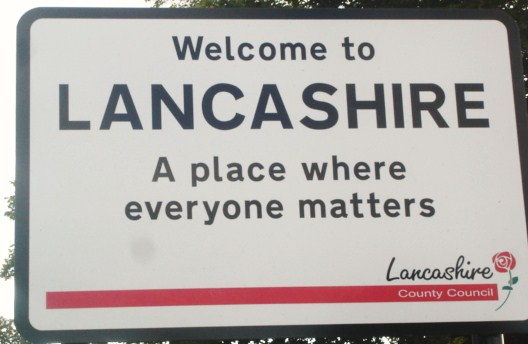 Welcome to
LANCASHIRE
A place where
everyone matters
Lancashire
County Council